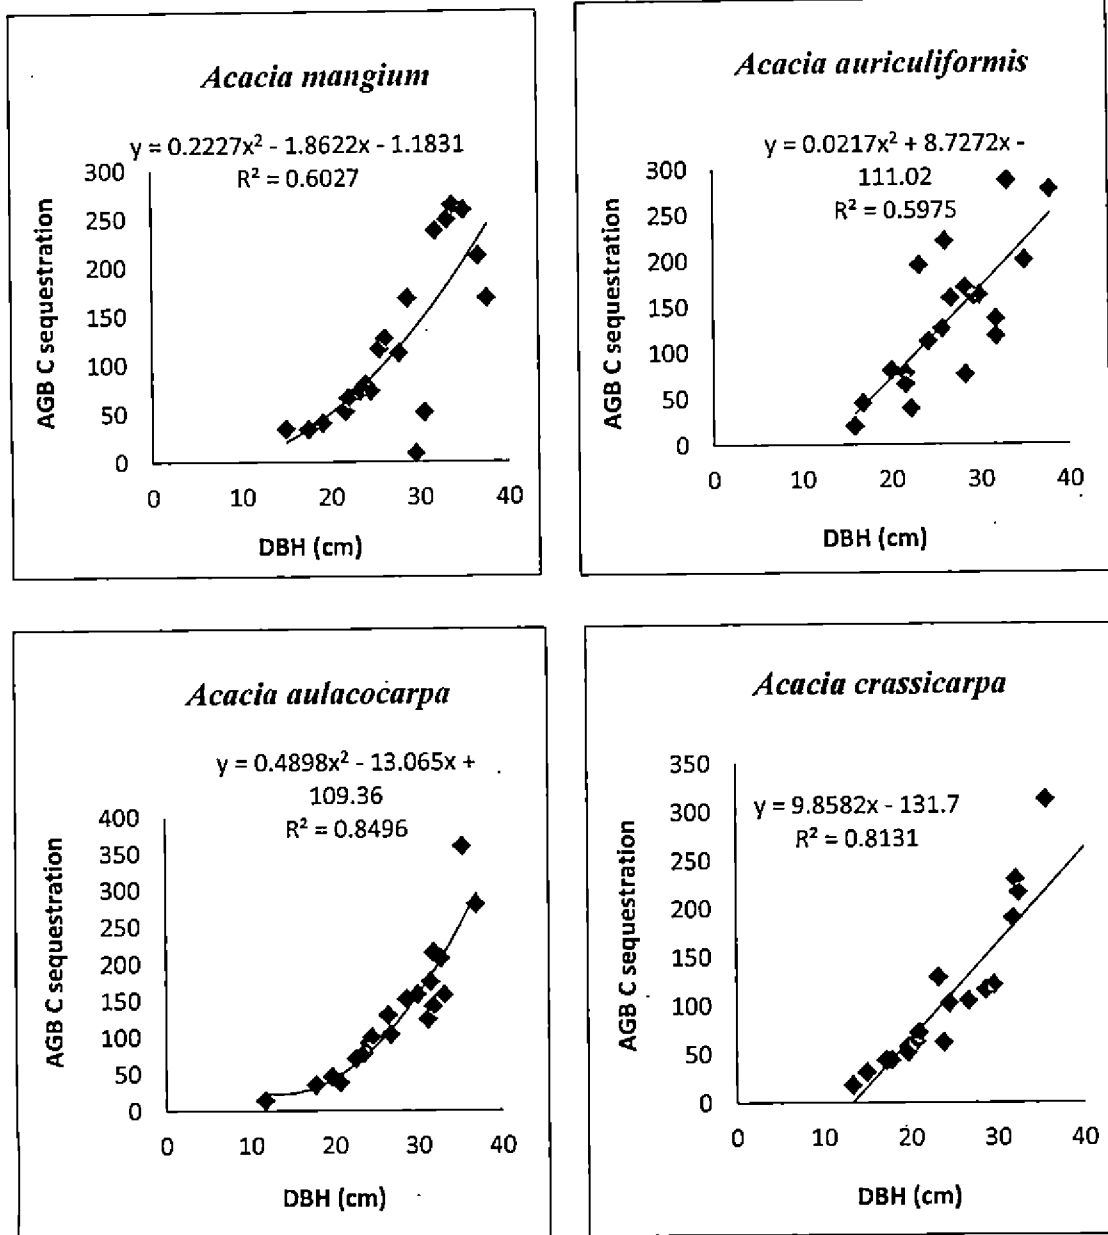 Acacia mangium
y = 0.2227x² - 1.8622x - 1.1831
R² = 0.6027
300
250
200
150
100
50
0
AGB C sequestration
0 10 20 30 40
DBH (cm)
Acacia auriculiformis
y = 0.0217x² + 8.7272x -
111.02
R² = 0.5975
300
250
200
150
100
50
0
AGB C sequestration
0 10 20 30 40
DBH (cm)
Acacia aulacocarpa
y = 0.4898x² - 13.065x +
109.36
R² = 0.8496
400
350
300
250
200
150
100
50
0
AGB C sequestration
0 10 20 30 40
DBH (cm)
Acacia crassicarpa
y = 9.8582x - 131.7
R² = 0.8131
350
300
250
200
150
100
50
0
AGB C sequestration
0 10 20 30 40
DBH (cm)